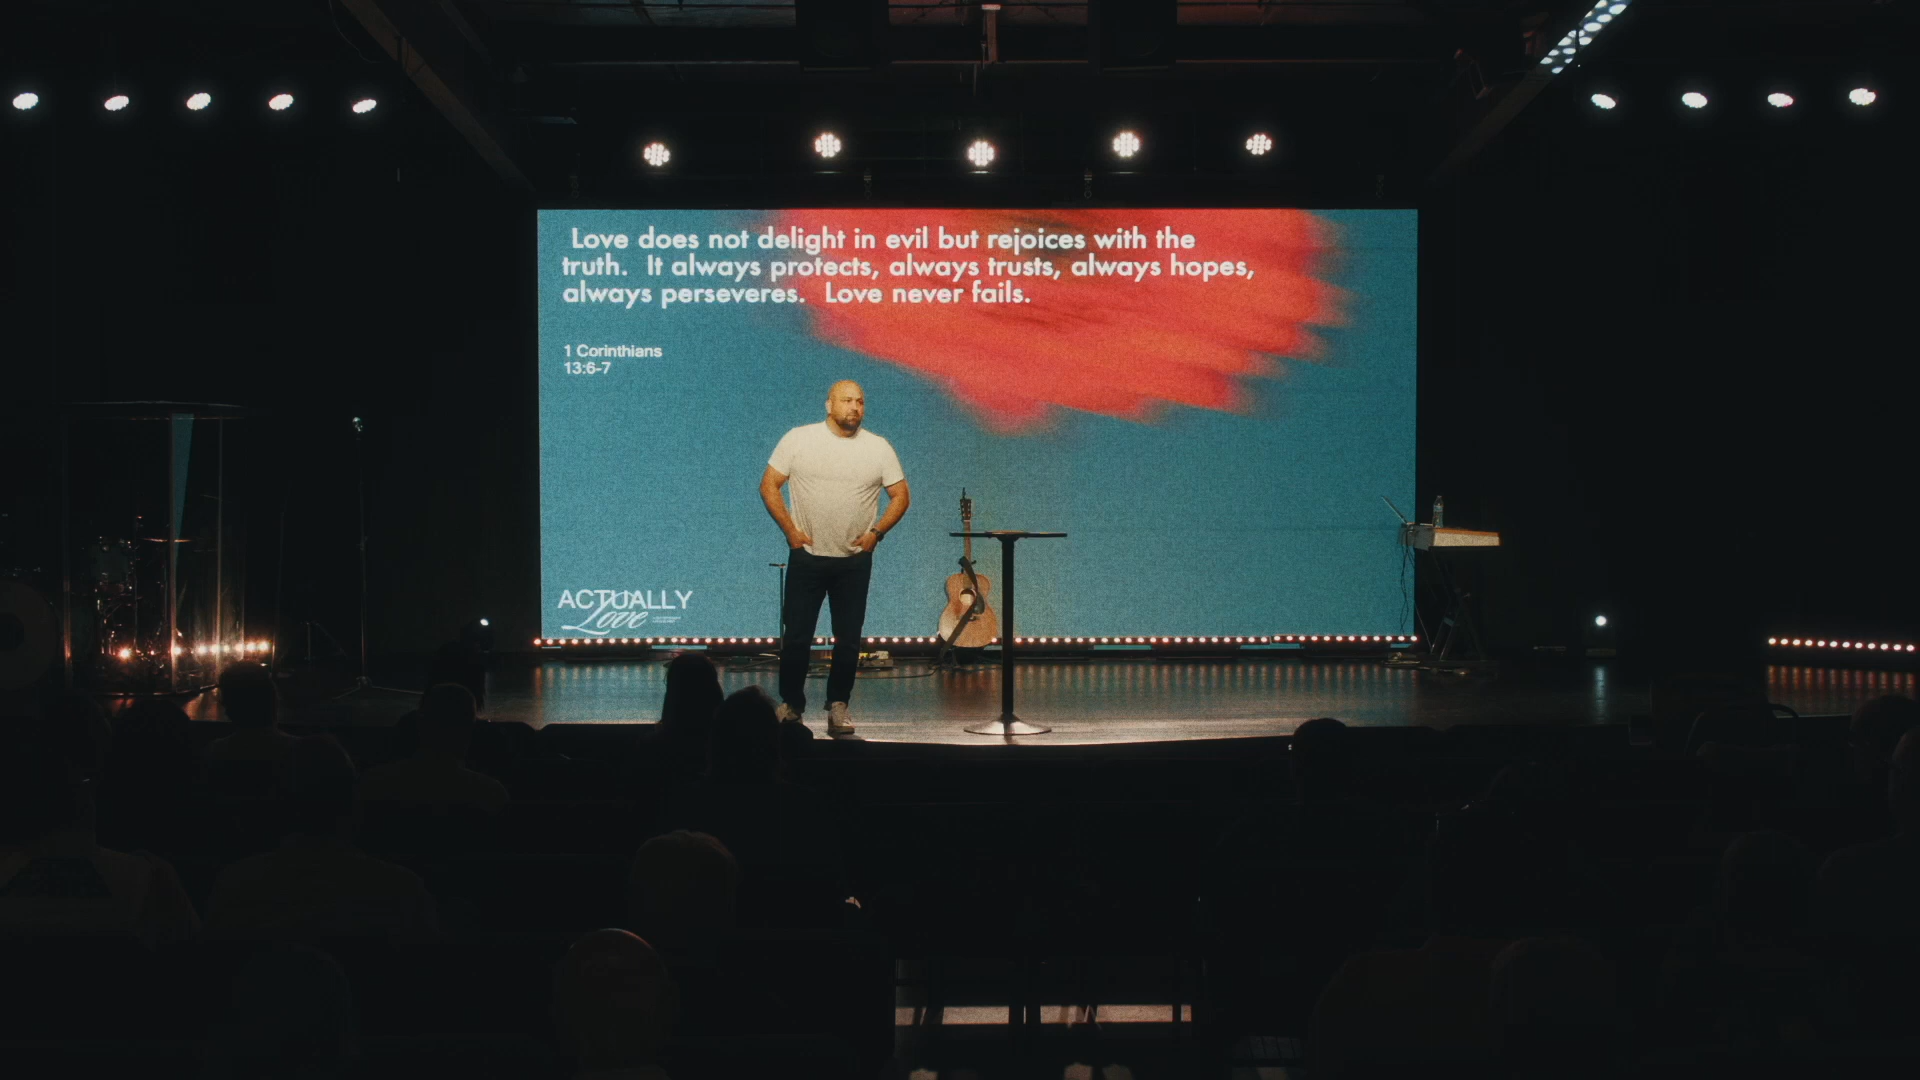 Love does not delight in evil but rejoices with the
truth.  It always protects, always trusts, always hopes,
always perseveres.  Love never fails.
1 Corinthians
13:6-7
ACTUALLY
Love